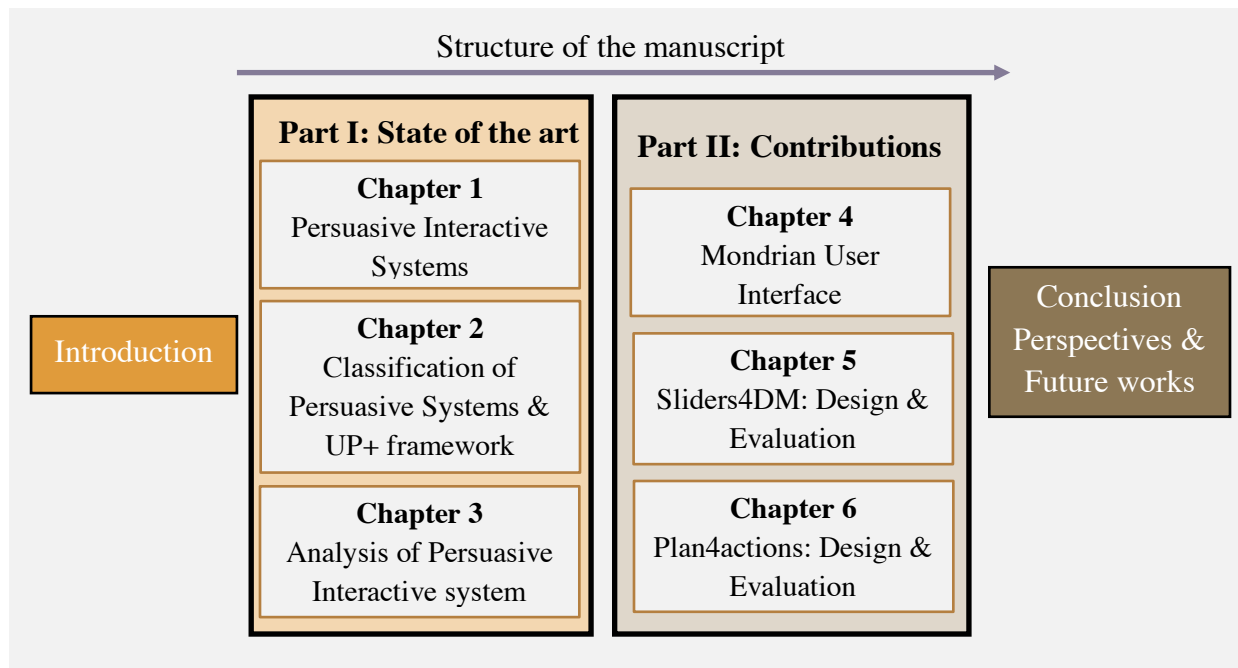 Structure of the manuscript
Introduction
Part I: State of the art
Chapter 1
Persuasive Interactive
Systems
Chapter 2
Classification of
Persuasive Systems &
UP+ framework
Chapter 3
Analysis of Persuasive
Interactive system
Part II: Contributions
Chapter 4
Mondrian User
Interface
Chapter 5
Sliders4DM: Design &
Evaluation
Chapter 6
Plan4actions: Design &
Evaluation
Conclusion
Perspectives &
Future works